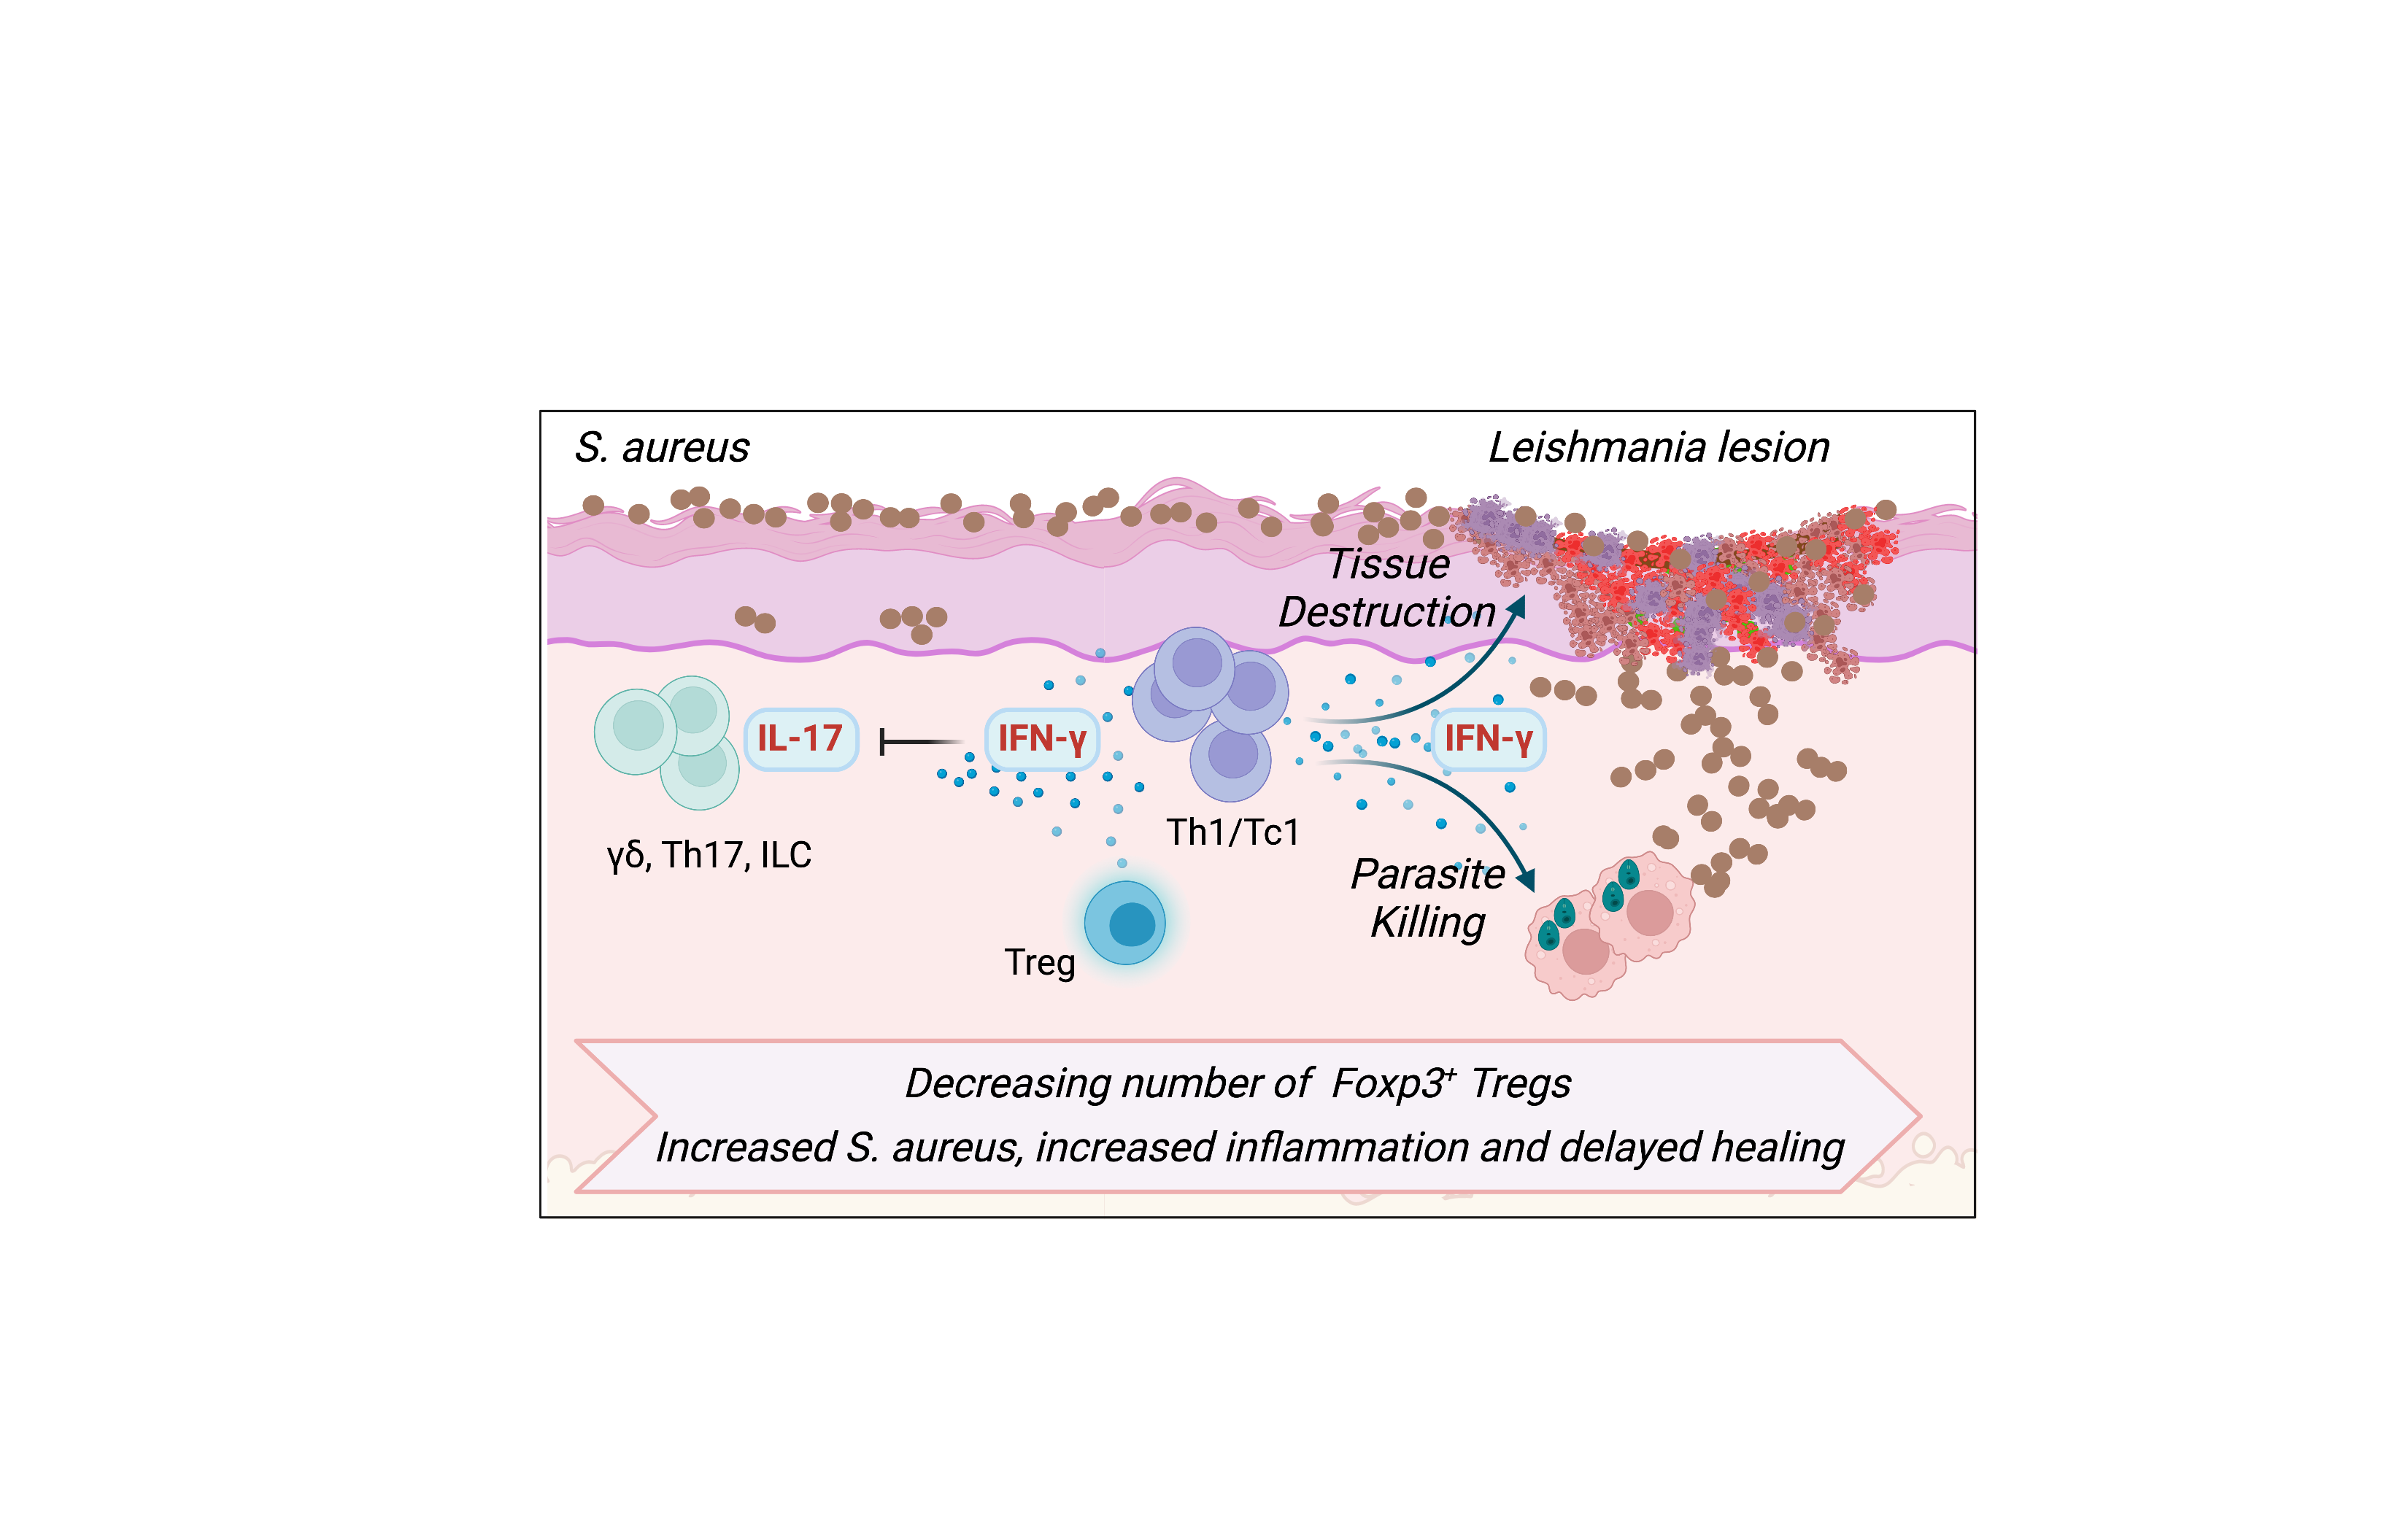 S. aureus
Leishmania lesion
Tissue
Destruction
IL-17
IFN-γ
IFN-γ
Th1/Tc1
γδ, Th17, ILC
Parasite
Killing
Treg
Decreasing number of Foxp3⁺ Tregs
Increased S. aureus, increased inflammation and delayed healing